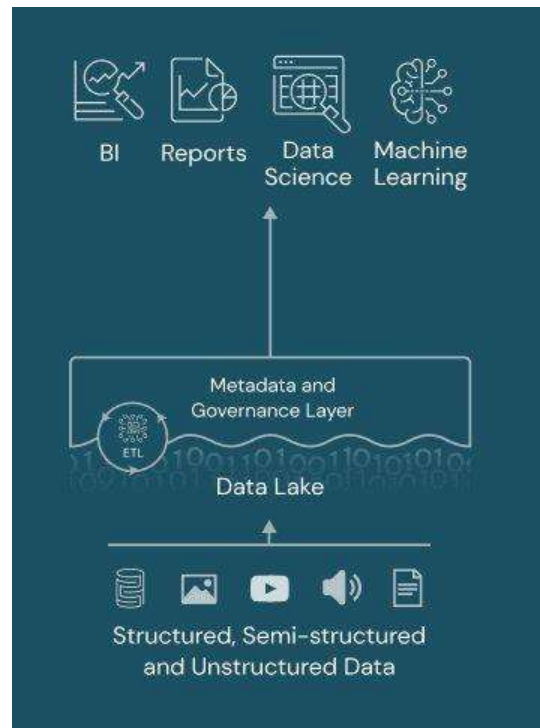 BI
Reports
Data
Science
Machine
Learning
Metadata and
Governance Layer
ETL
Data Lake
Structured, Semi-structured
and Unstructured Data